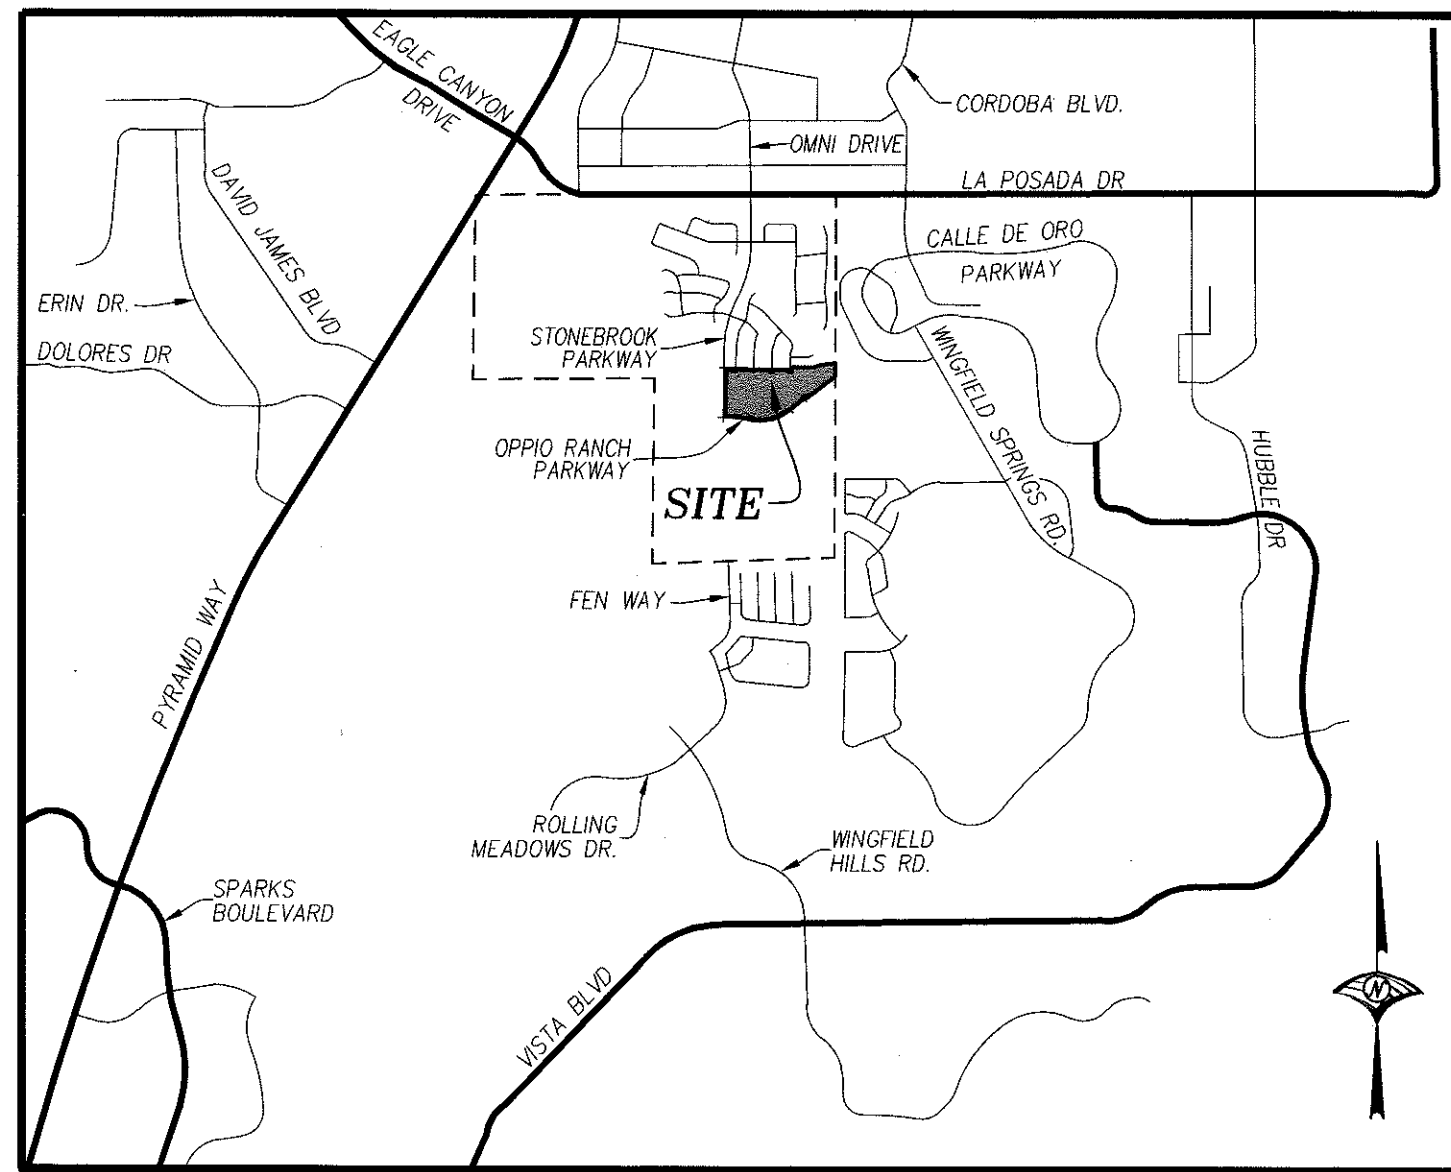 EAGLE CANYON
DRIVE
CORDOBA BLVD.
OMNI DRIVE
LA POSADA DR
DAVID JAMES BLVD
CALLE DE ORO
PARKWAY
ERIN DR.
STONEBROOK
PARKWAY
DOLORES DR
WINGFIELD SPRINGS RD.
OPPIO RANCH
PARKWAY
HUBBLE DR
SITE
FEN WAY
PYRAMID WAY
ROLLING
MEADOWS DR.
WINGFIELD
HILLS RD.
SPARKS
BOULEVARD
N
VISTA BLVD